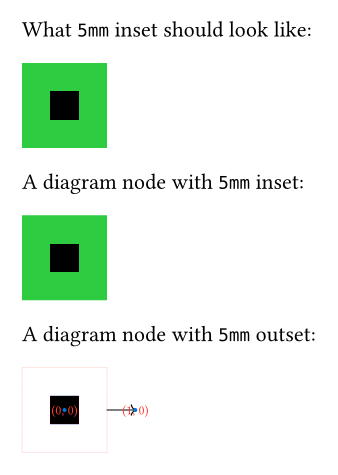 What 5mm inset should look like:
A diagram node with 5mm inset:
A diagram node with 5mm outset:
(0, 0) (1, 0)